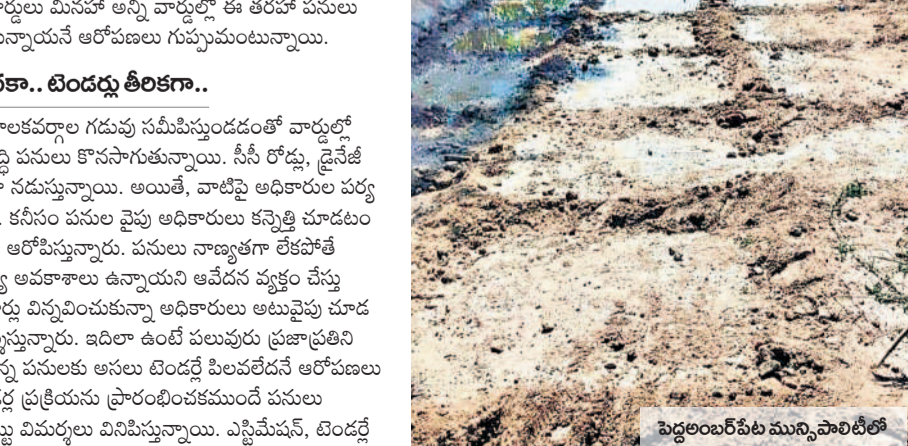 మినహా అన్ని వార్డుల్లో ఈ తరహా పనులు
ఆరోపణలు గుప్పుమంటున్నాయి.
టెండర్లు తీరికగా..
గడువు సమీపిస్తుండడంతో వార్డుల్లో
పనులు కొనసాగుతున్నాయి. సీసీ రోడ్లు, డ్రైనేజీ
నడుస్తున్నాయి. అయితే, వాటిపై అధికారుల పర్య
కనీసం పనుల వైపు అధికారులు కన్నెత్తి చూడటం
ఆరోపిస్తున్నారు. పనులు నాణ్యతగా లేకపోతే
అవకాశాలు ఉన్నాయని ఆవేదన వ్యక్తం చేస్తు
విన్నవించుకున్నా అధికారులు అటువైపు చూడ
ఇదిలా ఉంటే పలువురు ప్రజాప్రతిని
పనులకు అసలు టెండర్లే పిలవలేదనే ఆరోపణలు
ప్రక్రియను ప్రారంభించకముందే పనులు
విమర్శలు వినిపిస్తున్నాయి. ఎస్టిమేషన్, టెండర్లే
పెద్దఅంబర్‌పేట మున్సిపాలిటీలో